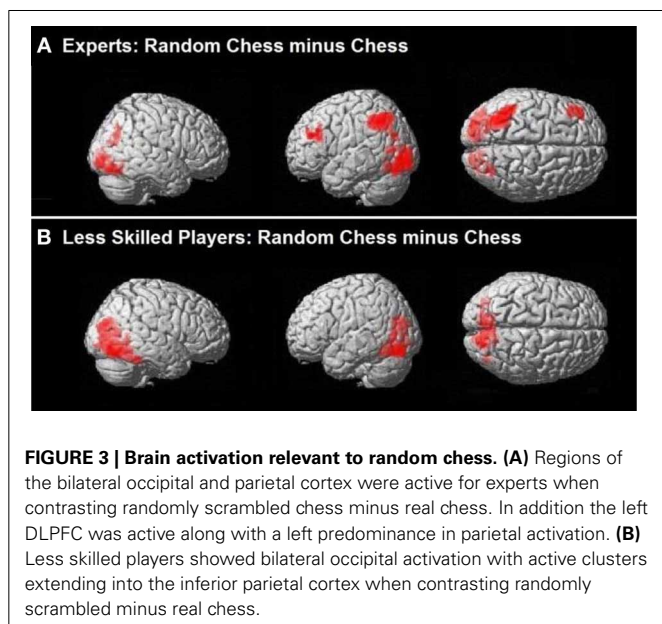 A Experts: Random Chess minus Chess
B Less Skilled Players: Random Chess minus Chess
FIGURE 3 | Brain activation relevant to random chess. (A) Regions of
the bilateral occipital and parietal cortex were active for experts when
contrasting randomly scrambled chess minus real chess. In addition the left
DLPFC was active along with a left predominance in parietal activation. (B)
Less skilled players showed bilateral occipital activation with active clusters
extending into the inferior parietal cortex when contrasting randomly
scrambled minus real chess.